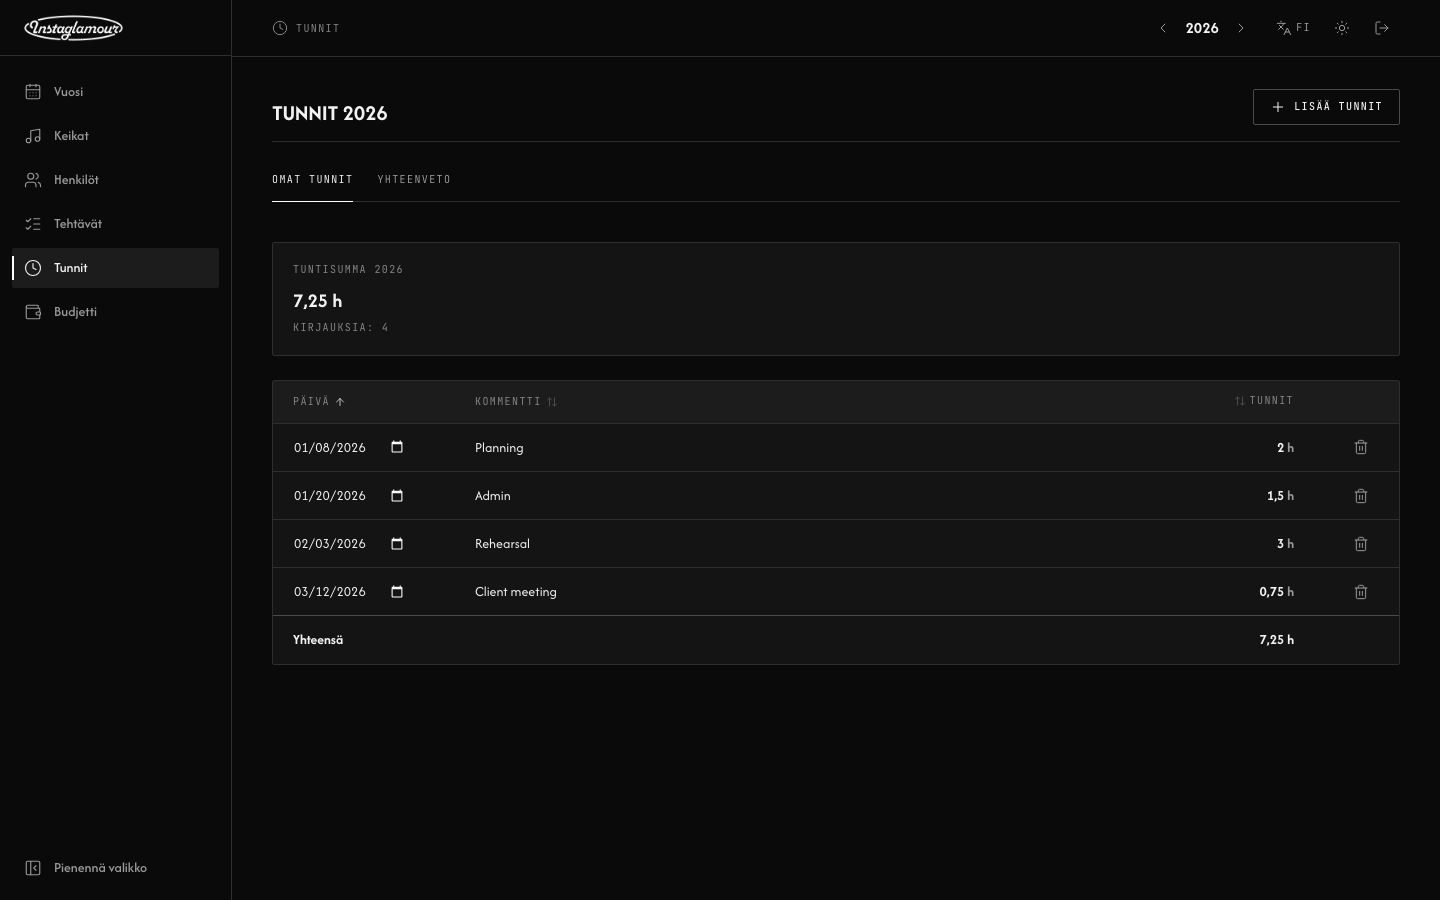 Instaglamour
TUNNIT
2026
FI
Vuosi
Keikat
Henkilöt
Tehtävät
Tunnit
Budjetti
Pienennä valikko
TUNNIT 2026
LISÄÄ TUNNIT
OMAT TUNNIT YHTEENVETO
TUNTISUMMA 2026
7,25 h
KIRJAUKSIA: 4
PÄIVÄ KOMMENTTI TUNNIT
01/08/2026 Planning 2 h
01/20/2026 Admin 1,5 h
02/03/2026 Rehearsal 3 h
03/12/2026 Client meeting 0,75 h
Yhteensä 7,25 h